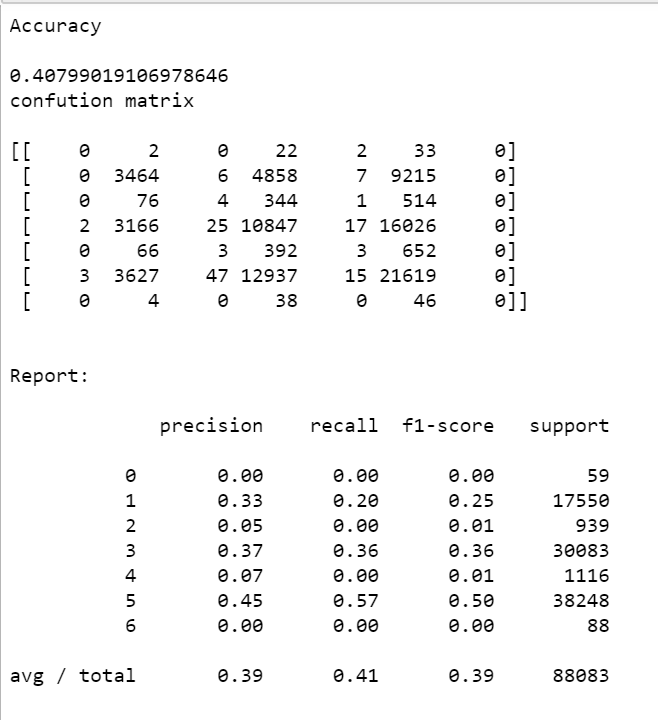 Accuracy
0.40799019106978646
confution matrix
[[    0     2     0    22     2    33     0]
 [    0  3464     6  4858     7  9215     0]
 [    0    76     4   344     1   514     0]
 [    2  3166    25 10847    17 16026     0]
 [    0    66     3   392     3   652     0]
 [    3  3627    47 12937    15 21619     0]
 [    0     4     0    38     0    46     0]]
Report:
             precision    recall  f1-score   support
          0       0.00      0.00      0.00        59
          1       0.33      0.20      0.25     17550
          2       0.05      0.00      0.01       939
          3       0.37      0.36      0.36     30083
          4       0.07      0.00      0.01      1116
          5       0.45      0.57      0.50     38248
          6       0.00      0.00      0.00        88
avg / total       0.39      0.41      0.39     88083